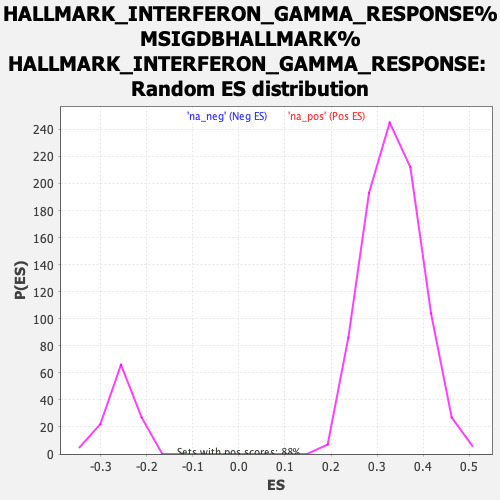 HALLMARK_INTERFERON_GAMMA_RESPONSE%
MSIGDBHALLMARK%
HALLMARK_INTERFERON_GAMMA_RESPONSE:
Random ES distribution
'na_neg' (Neg ES) 'na_pos' (Pos ES)
P(ES)
240
220
200
180
160
140
120
100
80
60
40
20
0
Sets with pos scores: 88%
-0.3 -0.2 -0.1 0.0 0.1 0.2 0.3 0.4 0.5
ES